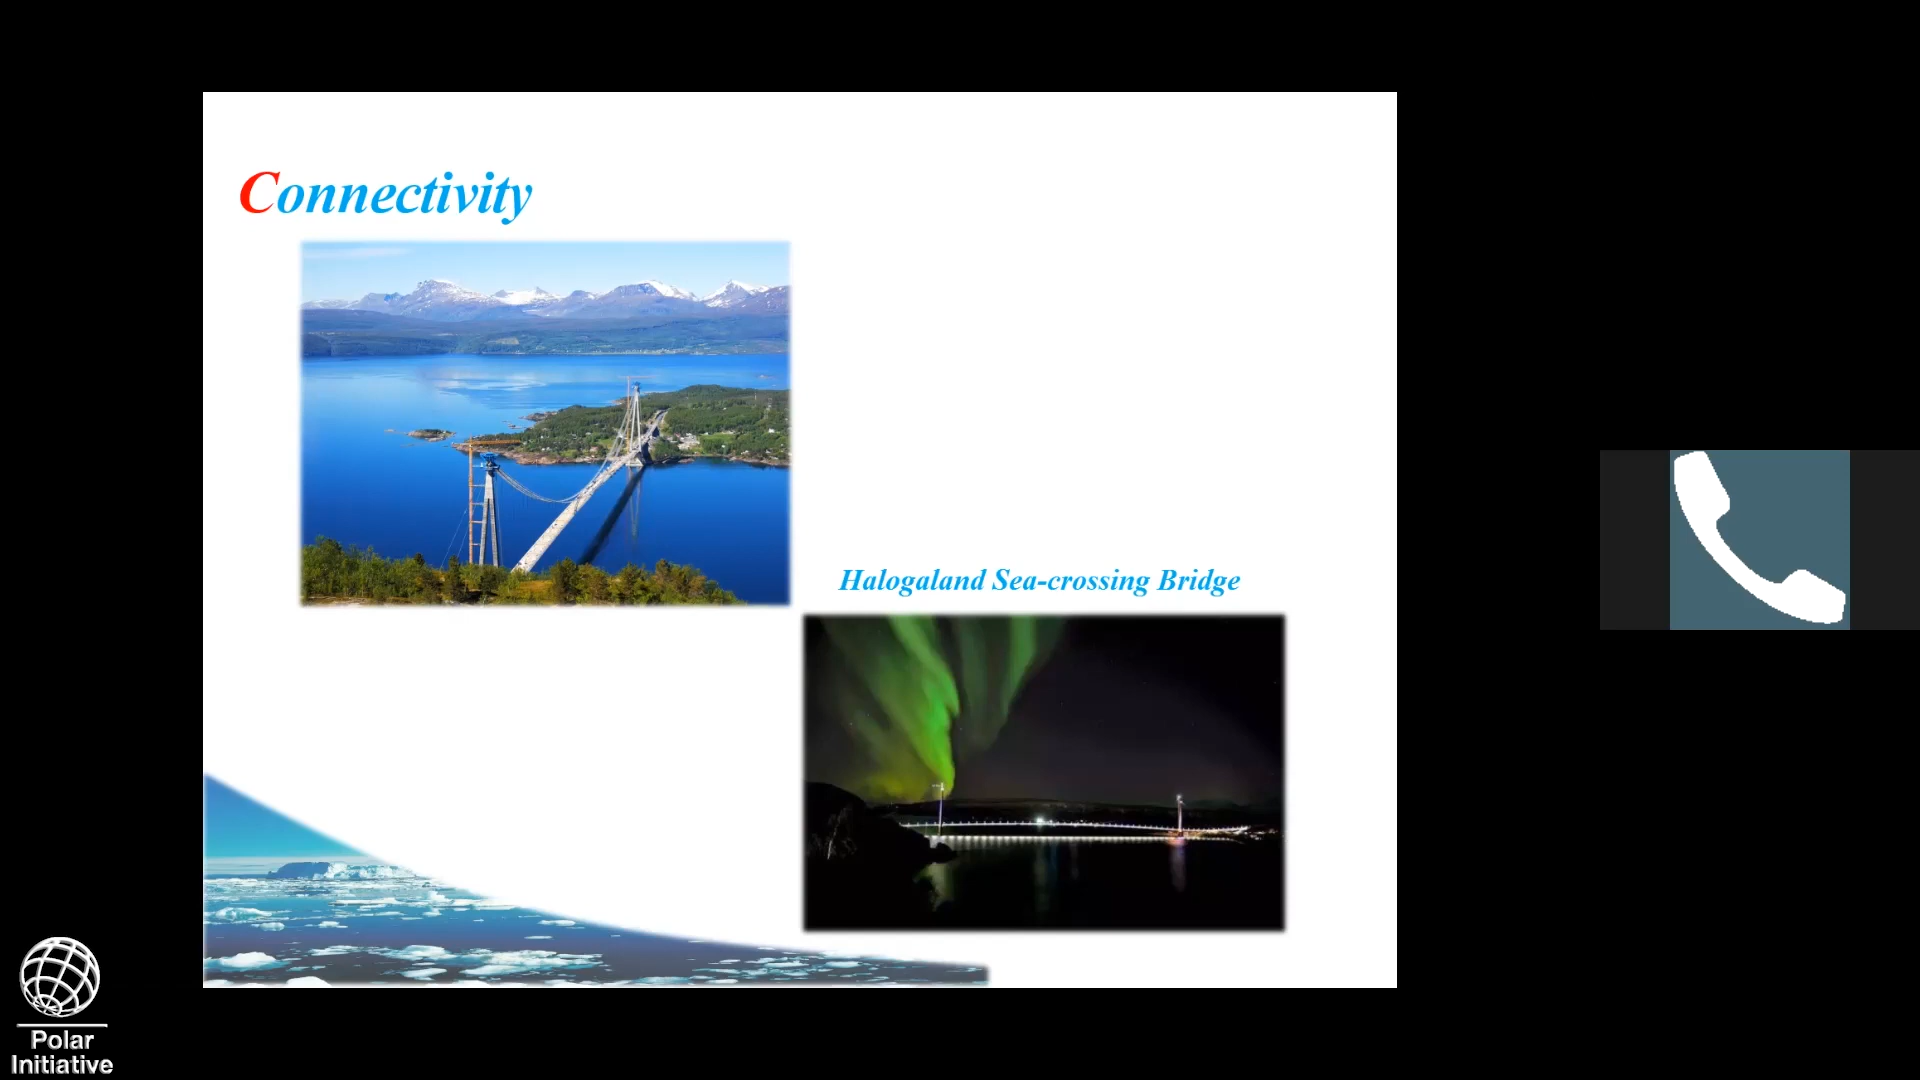 Connectivity
Halogaland Sea-crossing Bridge
Polar
Initiative